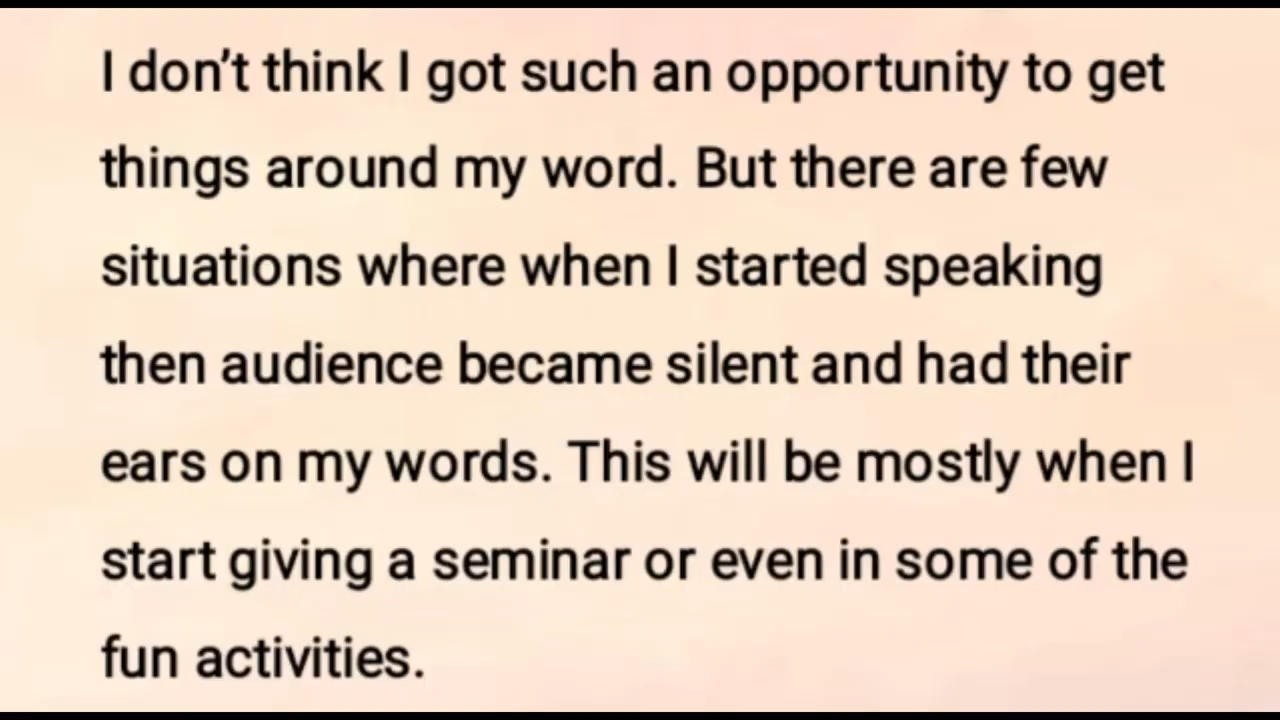 I don’t think I got such an opportunity to get
things around my word. But there are few
situations where when I started speaking
then audience became silent and had their
ears on my words. This will be mostly when I
start giving a seminar or even in some of the
fun activities.